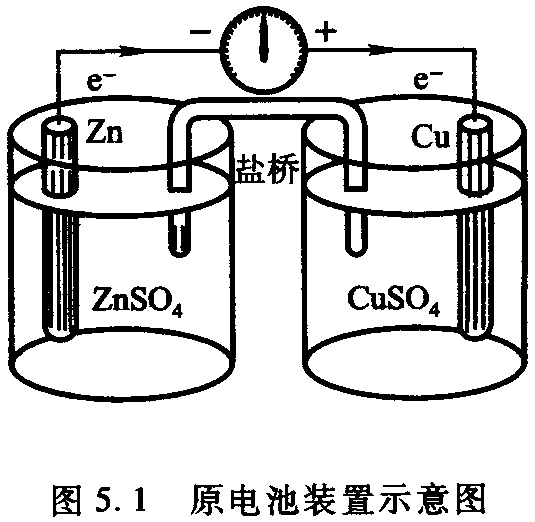 − +
e⁻ e⁻
Zn Cu
盐桥
ZnSO₄ CuSO₄
图 5.1 原电池装置示意图